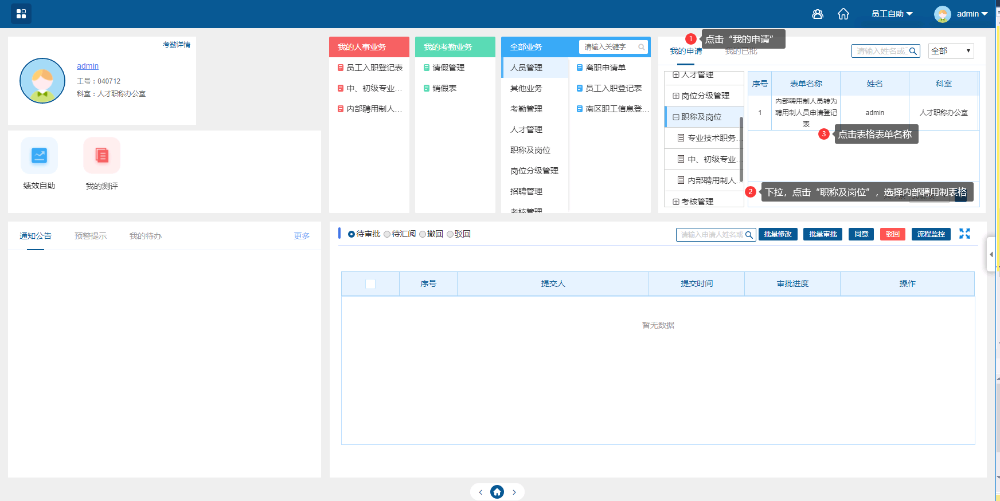 员工自助
admin
考勤详情
admin
工号：040712
科室：人才职称办公室
绩效自助
我的测评
我的人事业务
员工入职登记表
中、初级专业...
内部聘用制人...
我的考勤业务
请假管理
销假表
全部业务
请输入关键字
人员管理
其他业务
考勤管理
人才管理
职称及岗位
岗位分级管理
招聘管理
考核管理
离职申请单
员工入职登记表
南区职工信息登...
1
点击“我的申请”
我的申请
我的已批
请输入姓名或工
全部
人才管理
岗位分级管理
职称及岗位
专业技术职务...
中、初级专业...
内部聘用制人...
考核管理
序号
表单名称
姓名
科室
1
内部聘用制人员转为
聘用制人员申请登记
表
admin
人才职称办公室
3
点击表格表单名称
2
下拉，点击“职称及岗位”，选择内部聘用制表格
通知公告
预警提示
我的待办
更多
待审批
待汇阅
撤回
驳回
请输入申请人姓名或
批量修改
批量审批
同意
驳回
流程监控
序号
提交人
提交时间
审批进度
操作
暂无数据